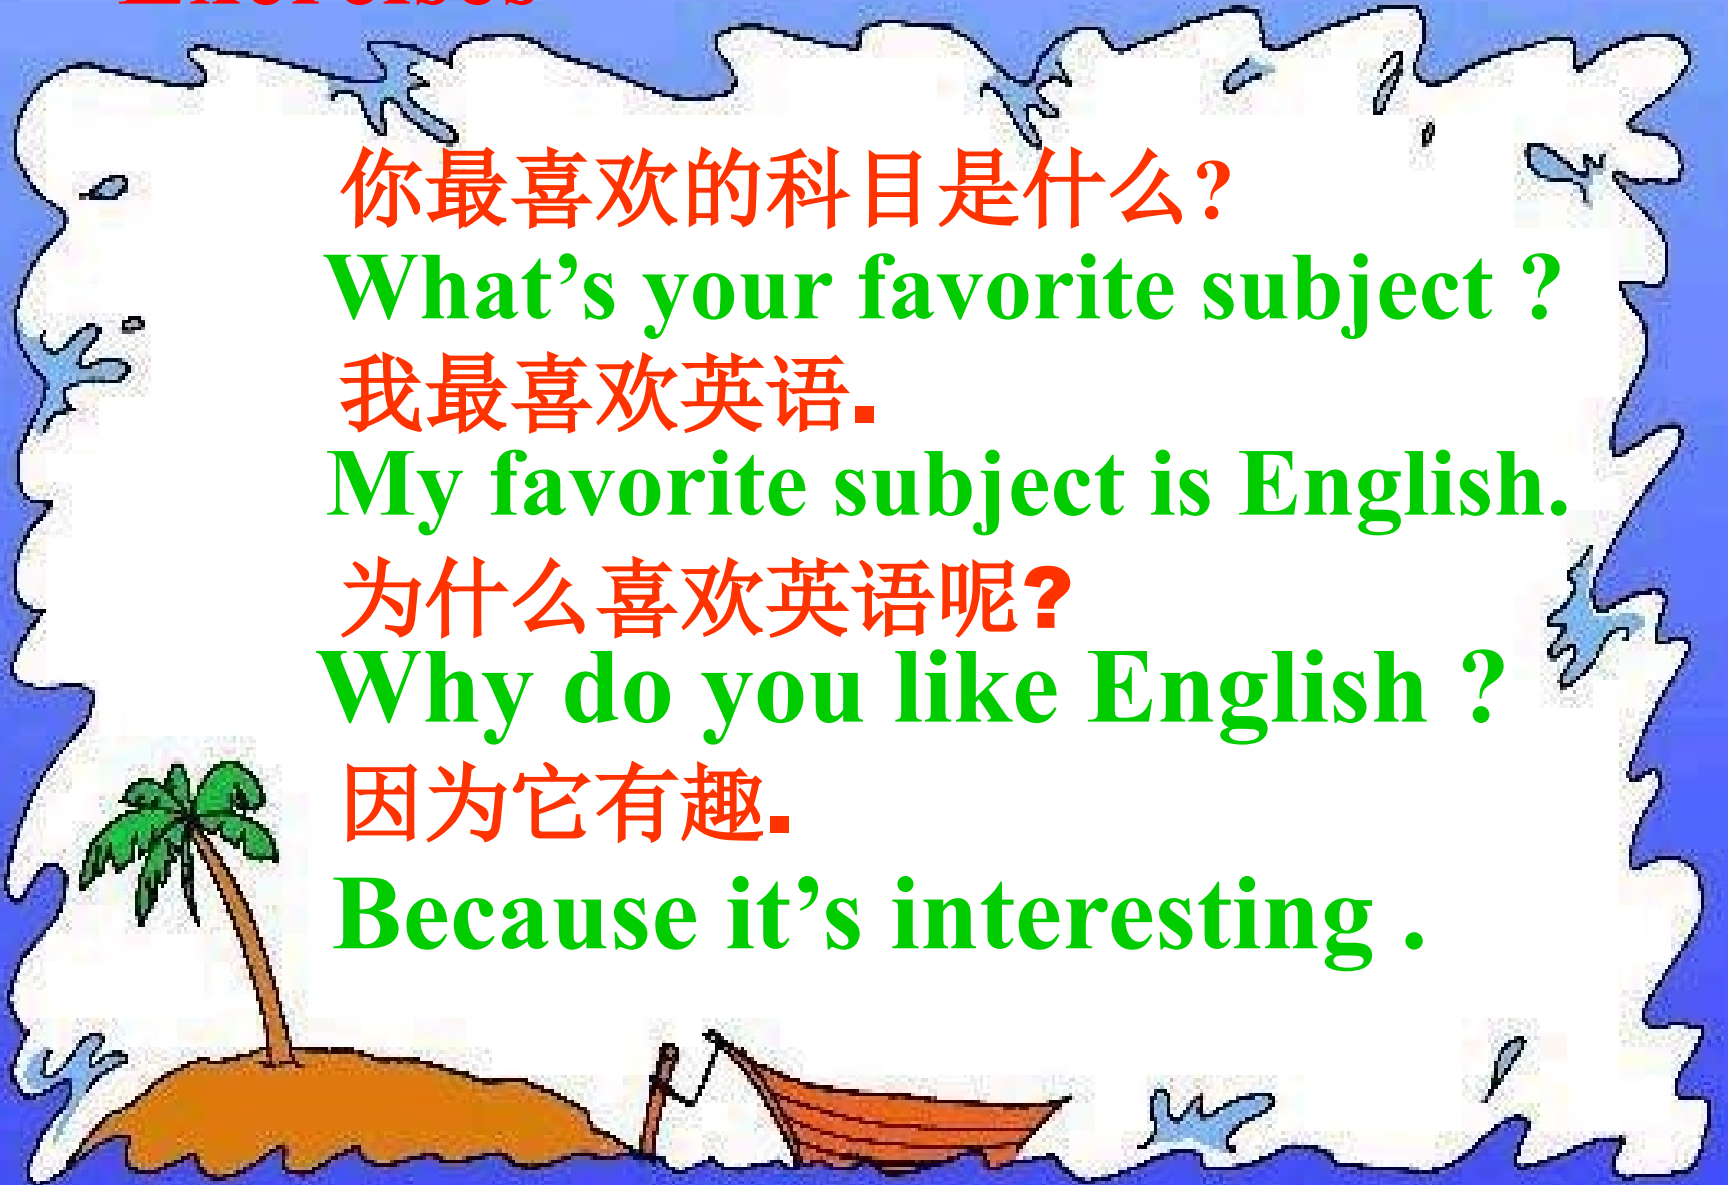 Exercises
你最喜欢的科目是什么?
What’s your favorite subject ?
我最喜欢英语.
My favorite subject is English.
为什么喜欢英语呢?
Why do you like English ?
因为它有趣.
Because it’s interesting .